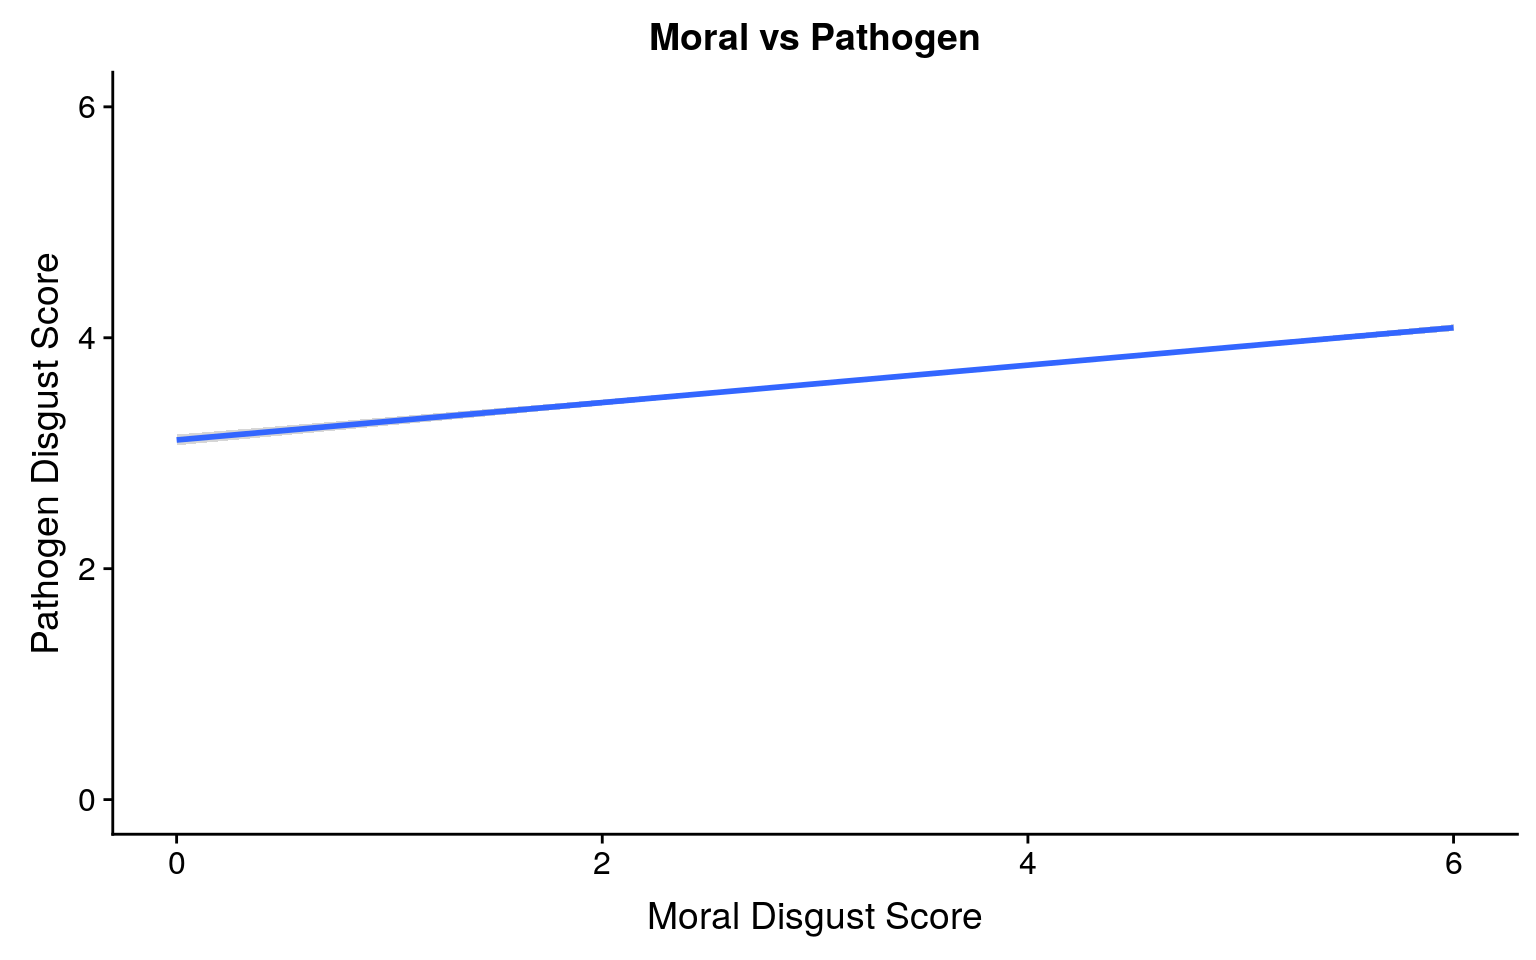 Moral vs Pathogen
Pathogen Disgust Score
6
4
2
0
0 2 4 6
Moral Disgust Score